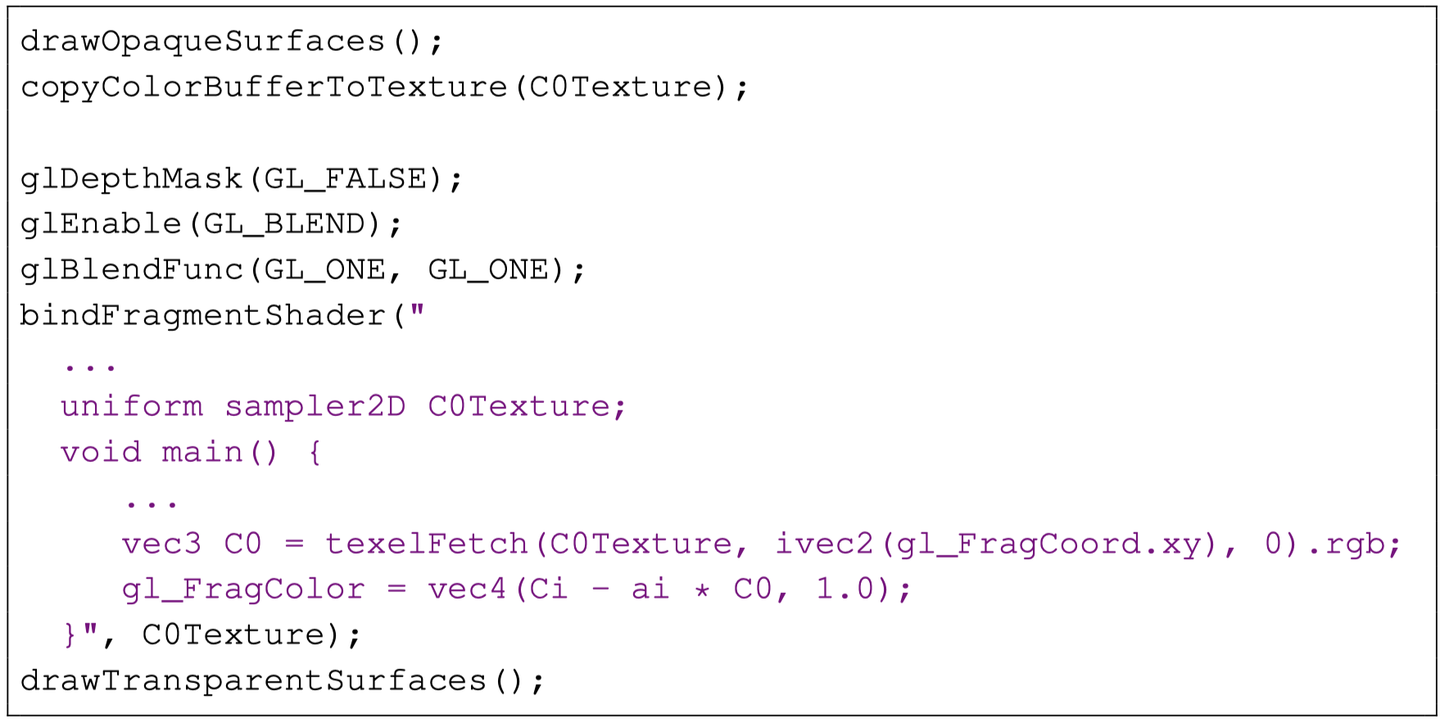 drawOpaqueSurfaces();
copyColorBufferToTexture(C0Texture);
glDepthMask(GL_FALSE);
glEnable(GL_BLEND);
glBlendFunc(GL_ONE, GL_ONE);
bindFragmentShader("
...
uniform sampler2D C0Texture;
void main() {
...
vec3 C0 = texelFetch(C0Texture, ivec2(gl_FragCoord.xy), 0).rgb;
gl_FragColor = vec4(Ci - ai * C0, 1.0);
}", C0Texture);
drawTransparentSurfaces();